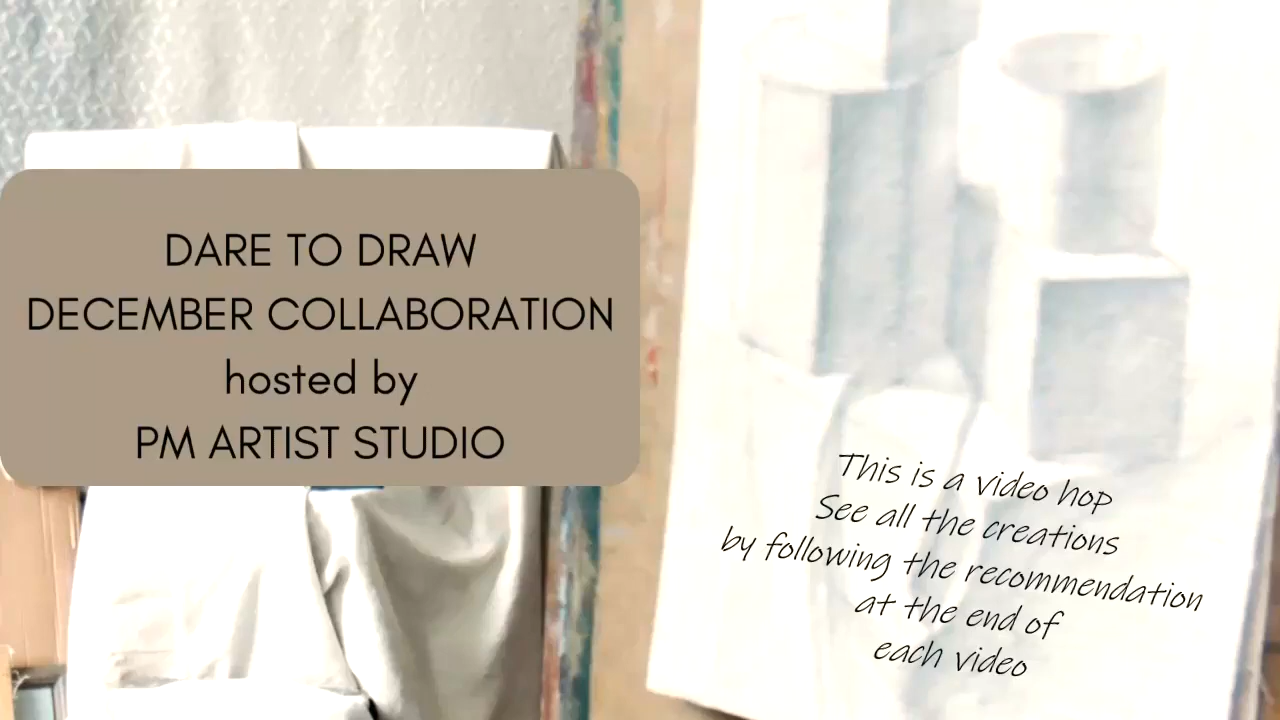 DARE TO DRAW
DECEMBER COLLABORATION
hosted by
PM ARTIST STUDIO
This is a video hop
See all the creations
by following the recommendation
at the end of
each video